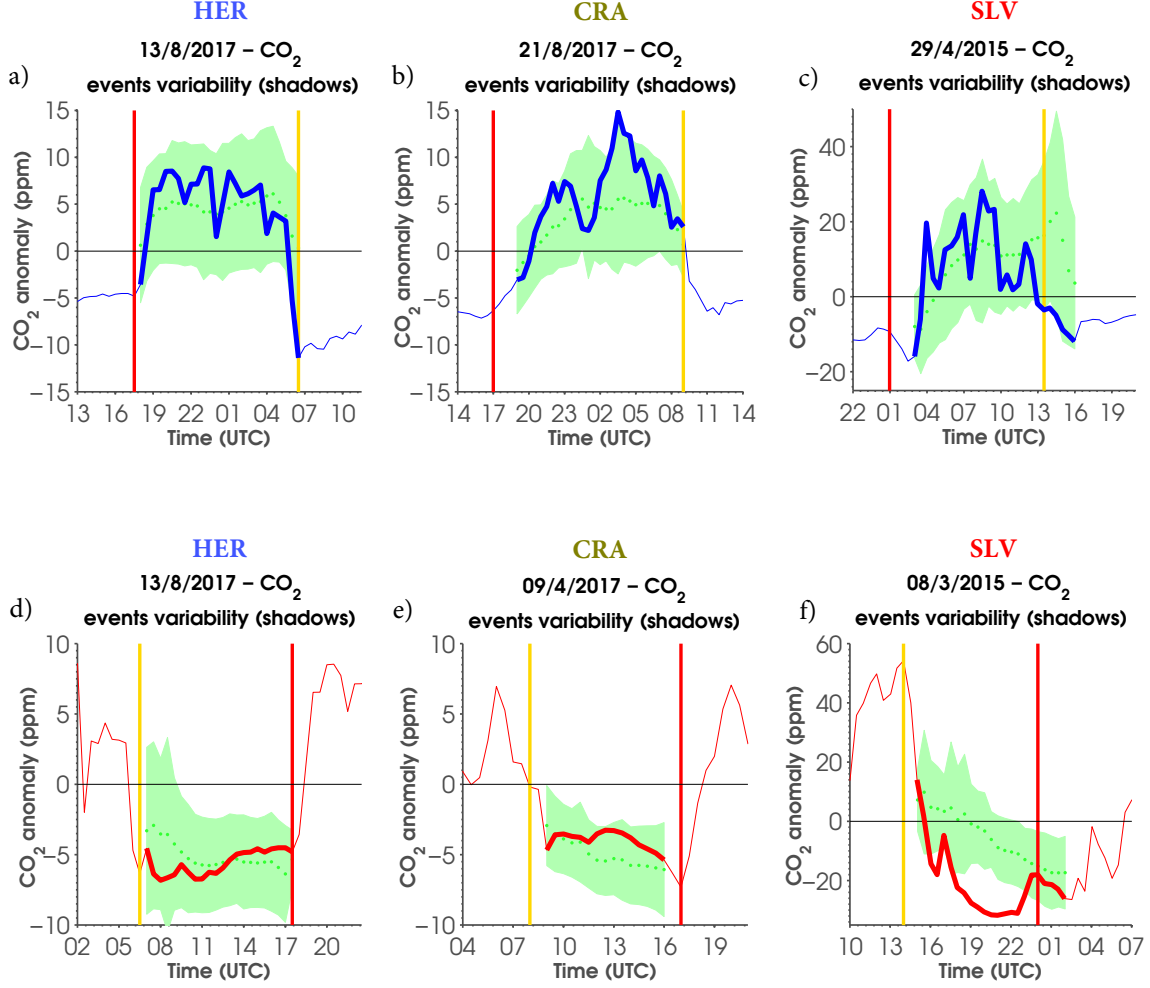 HER
13/8/2017 – CO2
events variability (shadows)
a)
CO2 anomaly (ppm)
15
10
5
0
−5
−10
−15
13 16 19 22 01 04 07 10
Time (UTC)
CRA
21/8/2017 – CO2
events variability (shadows)
b)
CO2 anomaly (ppm)
15
10
5
0
−5
−10
−15
14 17 20 23 02 05 08 11 14
Time (UTC)
SLV
29/4/2015 – CO2
events variability (shadows)
c)
CO2 anomaly (ppm)
40
20
0
−20
22 01 04 07 10 13 16 19
Time (UTC)
HER
13/8/2017 – CO2
events variability (shadows)
d)
CO2 anomaly (ppm)
10
5
0
−5
−10
02 05 08 11 14 17 20
Time (UTC)
CRA
09/4/2017 – CO2
events variability (shadows)
e)
CO2 anomaly (ppm)
10
5
0
−5
−10
04 07 10 13 16 19
Time (UTC)
SLV
08/3/2015 – CO2
events variability (shadows)
f)
CO2 anomaly (ppm)
60
40
20
0
−20
10 13 16 19 22 01 04 07
Time (UTC)